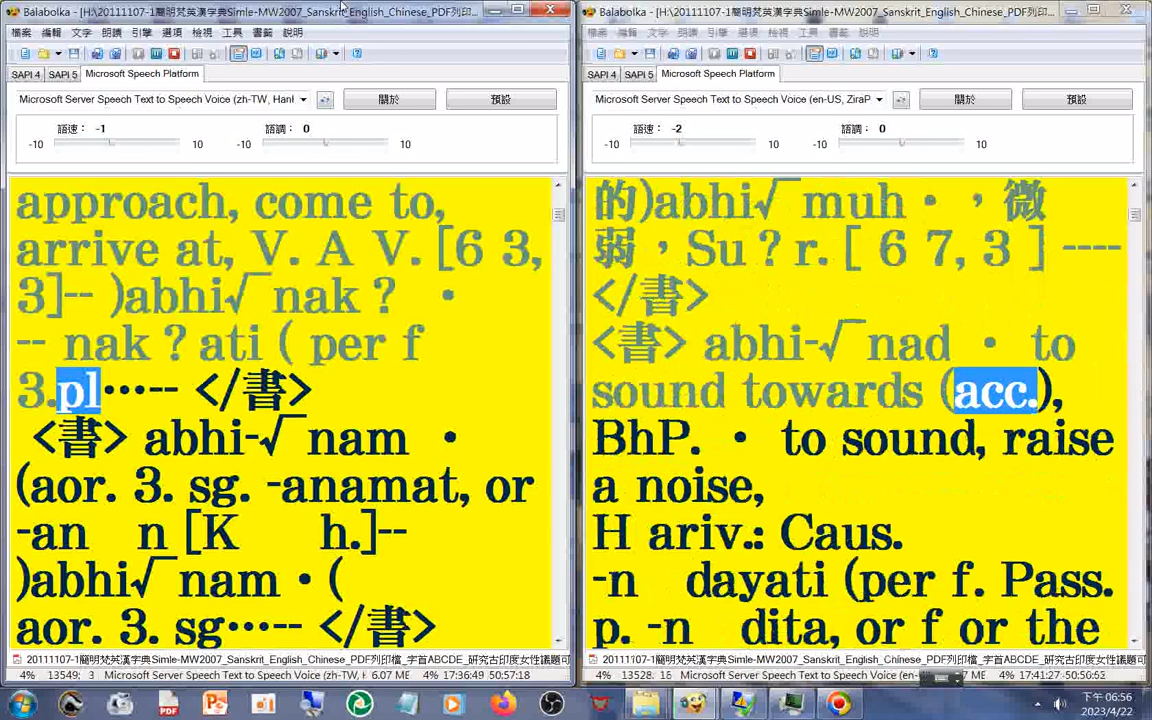 Balabolka - [H:\20111107-1簡明梵英漢字典Simle-MW2007_Sanskrit_English_Chinese_PDF列印...
檔案 編輯 文字 朗讀 引擎 選項 檢視 工具 書籤 說明
SAPI 4 SAPI 5 Microsoft Speech Platform
Microsoft Server Speech Text to Speech Voice (zh-TW, Han
關於 預設
語速： -1 語調： 0
-10 10 -10 10
approach, come to,
arrive at, V. A V. [6 3,
3]-- )abhi√ nak ? •
-- nak ? ati ( per f
3.pl…-- </書>
<書> abhi-√ nam •
(aor. 3. sg. -anamat, or
-an n [K h.]--
)abhi√ nam • (
aor. 3. sg…-- </書>
20111107-1簡明梵英漢字典Simle-MW2007_Sanskrit_English_Chinese_PDF列印檔_字首ABCDE_研究古印度女性議題可
4% 13549: 3 Microsoft Server Speech Text to Speech Voice (zh-TW, H 6.07 ME 4% 17:36:49 50:57:18
Balabolka - [H:\20111107-1簡明梵英漢字典Simle-MW2007_Sanskrit_English_Chinese_PDF列印...
檔案 編輯 文字 朗讀 引擎 選項 檢視 工具 書籤 說明
SAPI 4 SAPI 5 Microsoft Speech Platform
Microsoft Server Speech Text to Speech Voice (en-US, ZiraP
關於 預設
語速： -2 語調： 0
-10 10 -10 10
的)abhi√ muh • ，微
弱，Su ? r. [ 6 7, 3 ] ----
</書>
<書> abhi-√ nad • to
sound towards (acc.),
BhP. • to sound, raise
a noise,
H ariv.: Caus.
-n dayati (per f. Pass.
p. -n dita, or f or the
20111107-1簡明梵英漢字典Simle-MW2007_Sanskrit_English_Chinese_PDF列印檔_字首ABCDE_研究古印度女性議題可
4% 13528: 16 Microsoft Server Speech Text to Speech Voice 4% 17:41:27 50:56:53
下午 06:56
2023/4/22